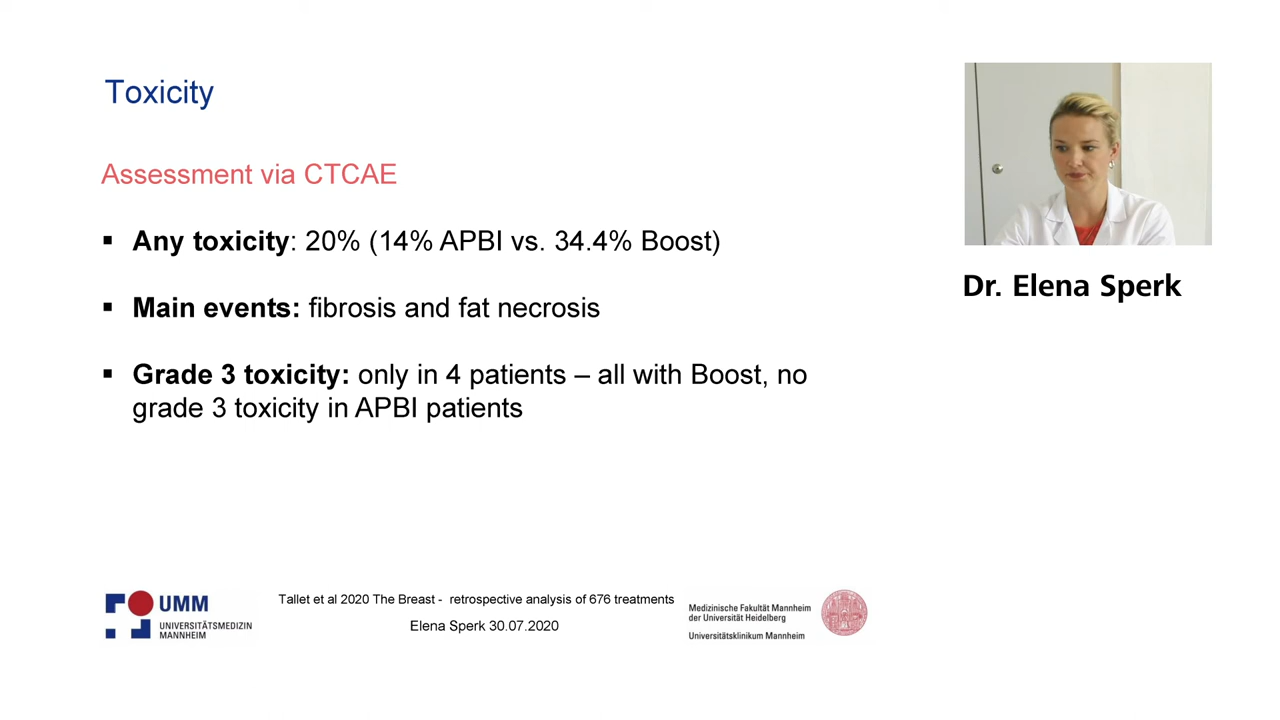 Toxicity
Assessment via CTCAE
▪ Any toxicity: 20% (14% APBI vs. 34.4% Boost)
▪ Main events: fibrosis and fat necrosis
▪ Grade 3 toxicity: only in 4 patients – all with Boost, no
grade 3 toxicity in APBI patients
Dr. Elena Sperk
UMM
UNIVERSITÄTSMEDIZIN
MANNHEIM
Tallet et al 2020 The Breast - retrospective analysis of 676 treatments
Elena Sperk 30.07.2020
Medizinische Fakultät Mannheim
der Universität Heidelberg
Universitätsklinikum Mannheim